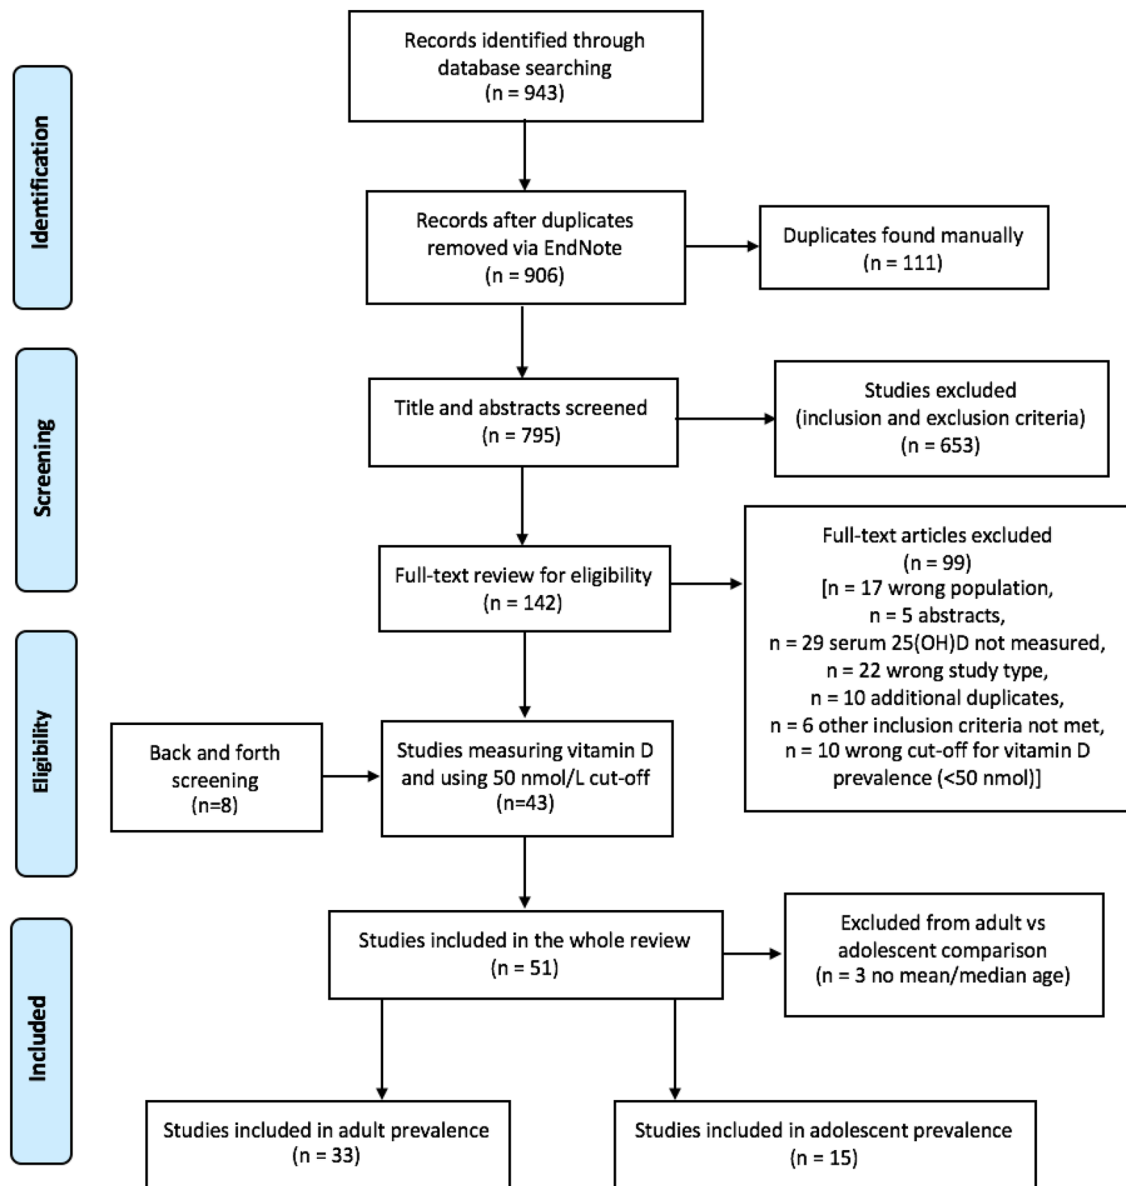 Records identified through
database searching
(n = 943)
Identification
Records after duplicates
removed via EndNote
(n = 906)
Duplicates found manually
(n = 111)
Screening
Title and abstracts screened
(n = 795)
Studies excluded
(inclusion and exclusion criteria)
(n = 653)
Full-text review for eligibility
(n = 142)
Full-text articles excluded
(n = 99)
[n = 17 wrong population,
n = 5 abstracts,
n = 29 serum 25(OH)D not measured,
n = 22 wrong study type,
n = 10 additional duplicates,
n = 6 other inclusion criteria not met,
n = 10 wrong cut-off for vitamin D
prevalence (<50 nmol)]
Eligibility
Back and forth
screening
(n=8)
Studies measuring vitamin D
and using 50 nmol/L cut-off
(n=43)
Included
Studies included in the whole review
(n = 51)
Excluded from adult vs
adolescent comparison
(n = 3 no mean/median age)
Studies included in adult prevalence
n = 33
Studies included in adolescent prevalence
n = 15